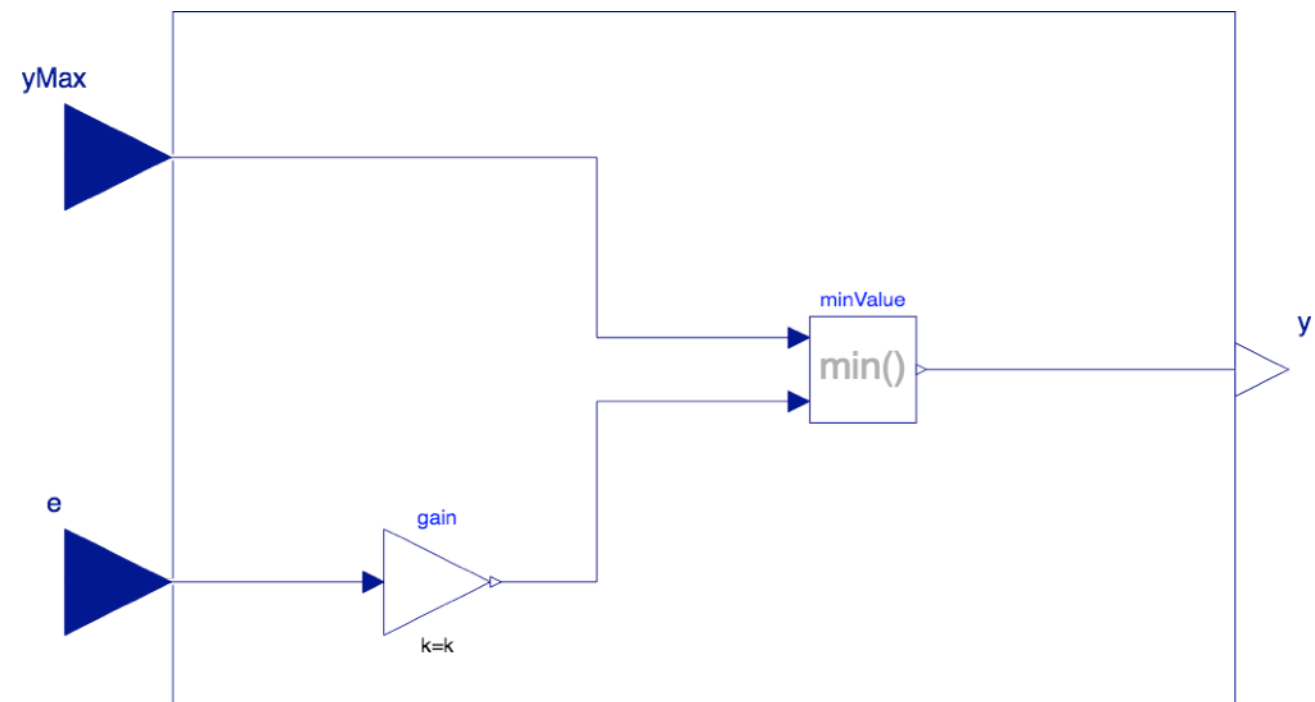 yMax
minValue
y
min()
e
gain
k=k